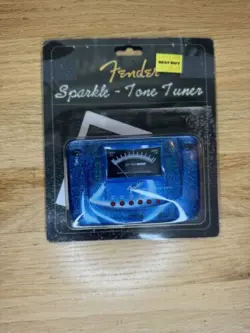 Fender
BEST BUY
Sparkle - Tone Tuner